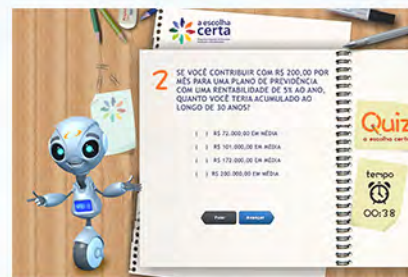 a escolha
certa
2
SE VOCÊ CONTRIBUIR COM R$ 200,00 POR
MÊS PARA UMA PLANO DE PREVIDÊNCIA
COM UMA RENTABILIDADE DE 5% AO ANO,
QUANTO VOCÊ TERIA ACUMULADO AO
LONGO DE 30 ANOS?
( ) R$ 72.000,00 EM MÉDIA
( ) R$ 101.000,00 EM MÉDIA
( ) R$ 172.000,00 EM MÉDIA
( ) R$ 200.000,00 EM MÉDIA
Pular
Avançar
Quiz
a escolha certa
tempo
00:38